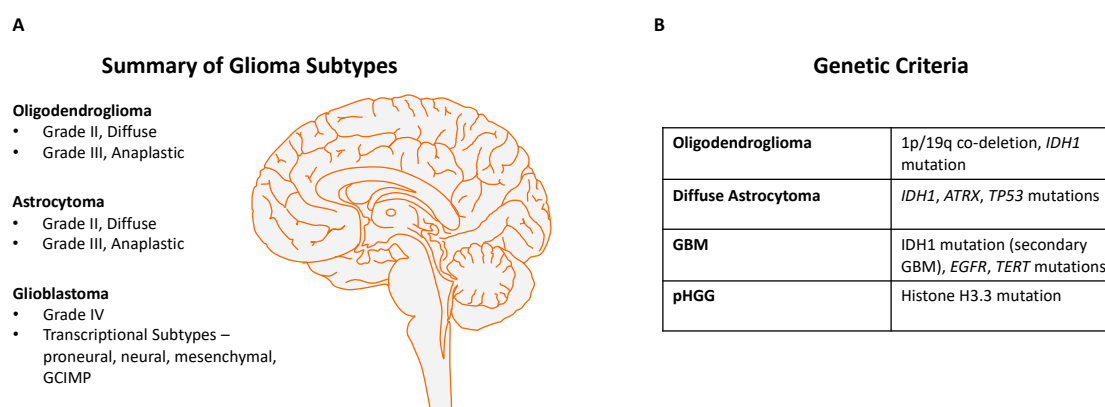 A
Summary of Glioma Subtypes
Oligodendroglioma
• Grade II, Diffuse
• Grade III, Anaplastic
Astrocytoma
• Grade II, Diffuse
• Grade III, Anaplastic
Glioblastoma
• Grade IV
• Transcriptional Subtypes –
proneural, neural, mesenchymal,
GCIMP
B
Genetic Criteria
Oligodendroglioma
1p/19q co-deletion, IDH1
mutation
Diffuse Astrocytoma
IDH1, ATRX, TP53 mutations
GBM
IDH1 mutation (secondary
GBM), EGFR, TERT mutations
pHGG
Histone H3.3 mutation